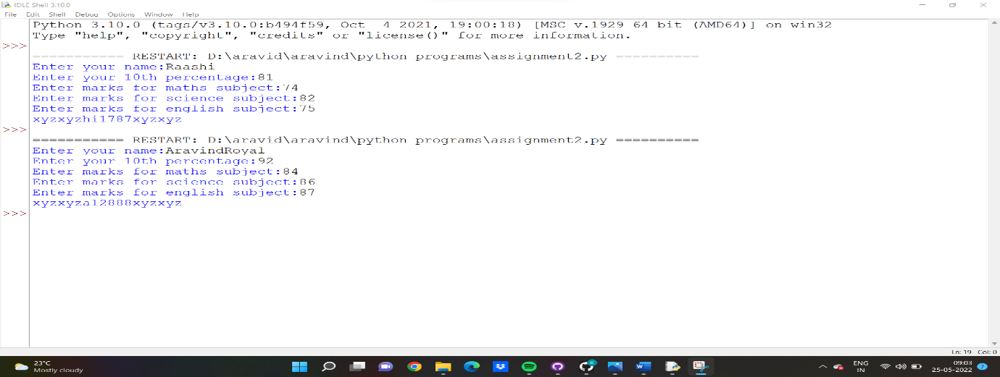 IDLE Shell 3.10.0
File Edit Shell Debug Options Window Help
Python 3.10.0 (tags/v3.10.0:b494f59, Oct  4 2021, 19:00:18) [MSC v.1929 64 bit (AMD64)] on win32
Type "help", "copyright", "credits" or "license()" for more information.
>>>
=========== RESTART: D:\aravid\aravind\python programs\assignment2.py ==========
Enter your name:Raashi
Enter your 10th percentage:81
Enter marks for maths subject:74
Enter marks for science subject:82
Enter marks for english subject:75
xyzxyzhi1787xyzxyz
>>>
=========== RESTART: D:\aravid\aravind\python programs\assignment2.py ==========
Enter your name:AravindRoyal
Enter your 10th percentage:92
Enter marks for maths subject:84
Enter marks for science subject:86
Enter marks for english subject:87
xyzxyzal2888xyzxyz
>>>
Ln: 19 Col: 0
23°C
Mostly cloudy
ENG
IN
09:03
25-05-2022